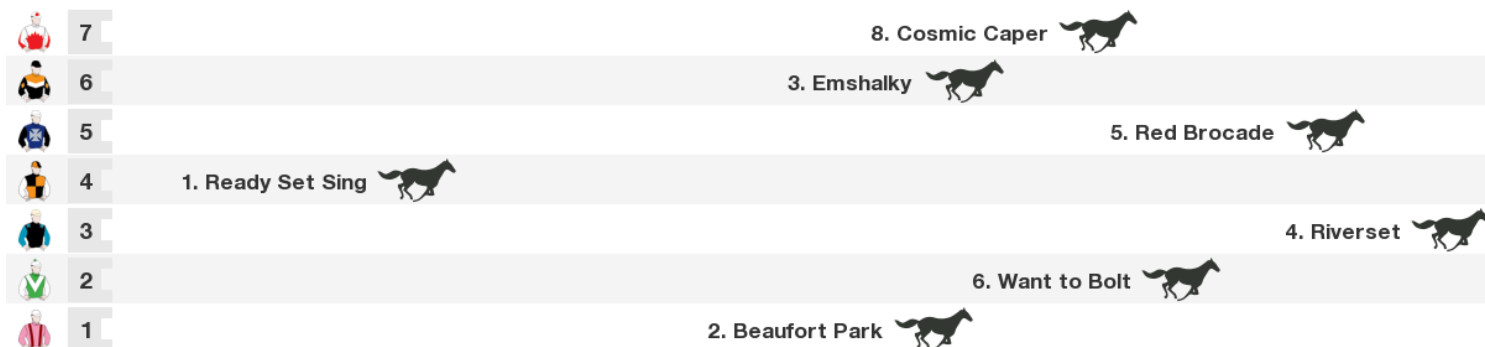 7 8. Cosmic Caper
6 3. Emshalky
5 5. Red Brocade
4 1. Ready Set Sing
3 4. Riverset
2 6. Want to Bolt
1 2. Beaufort Park